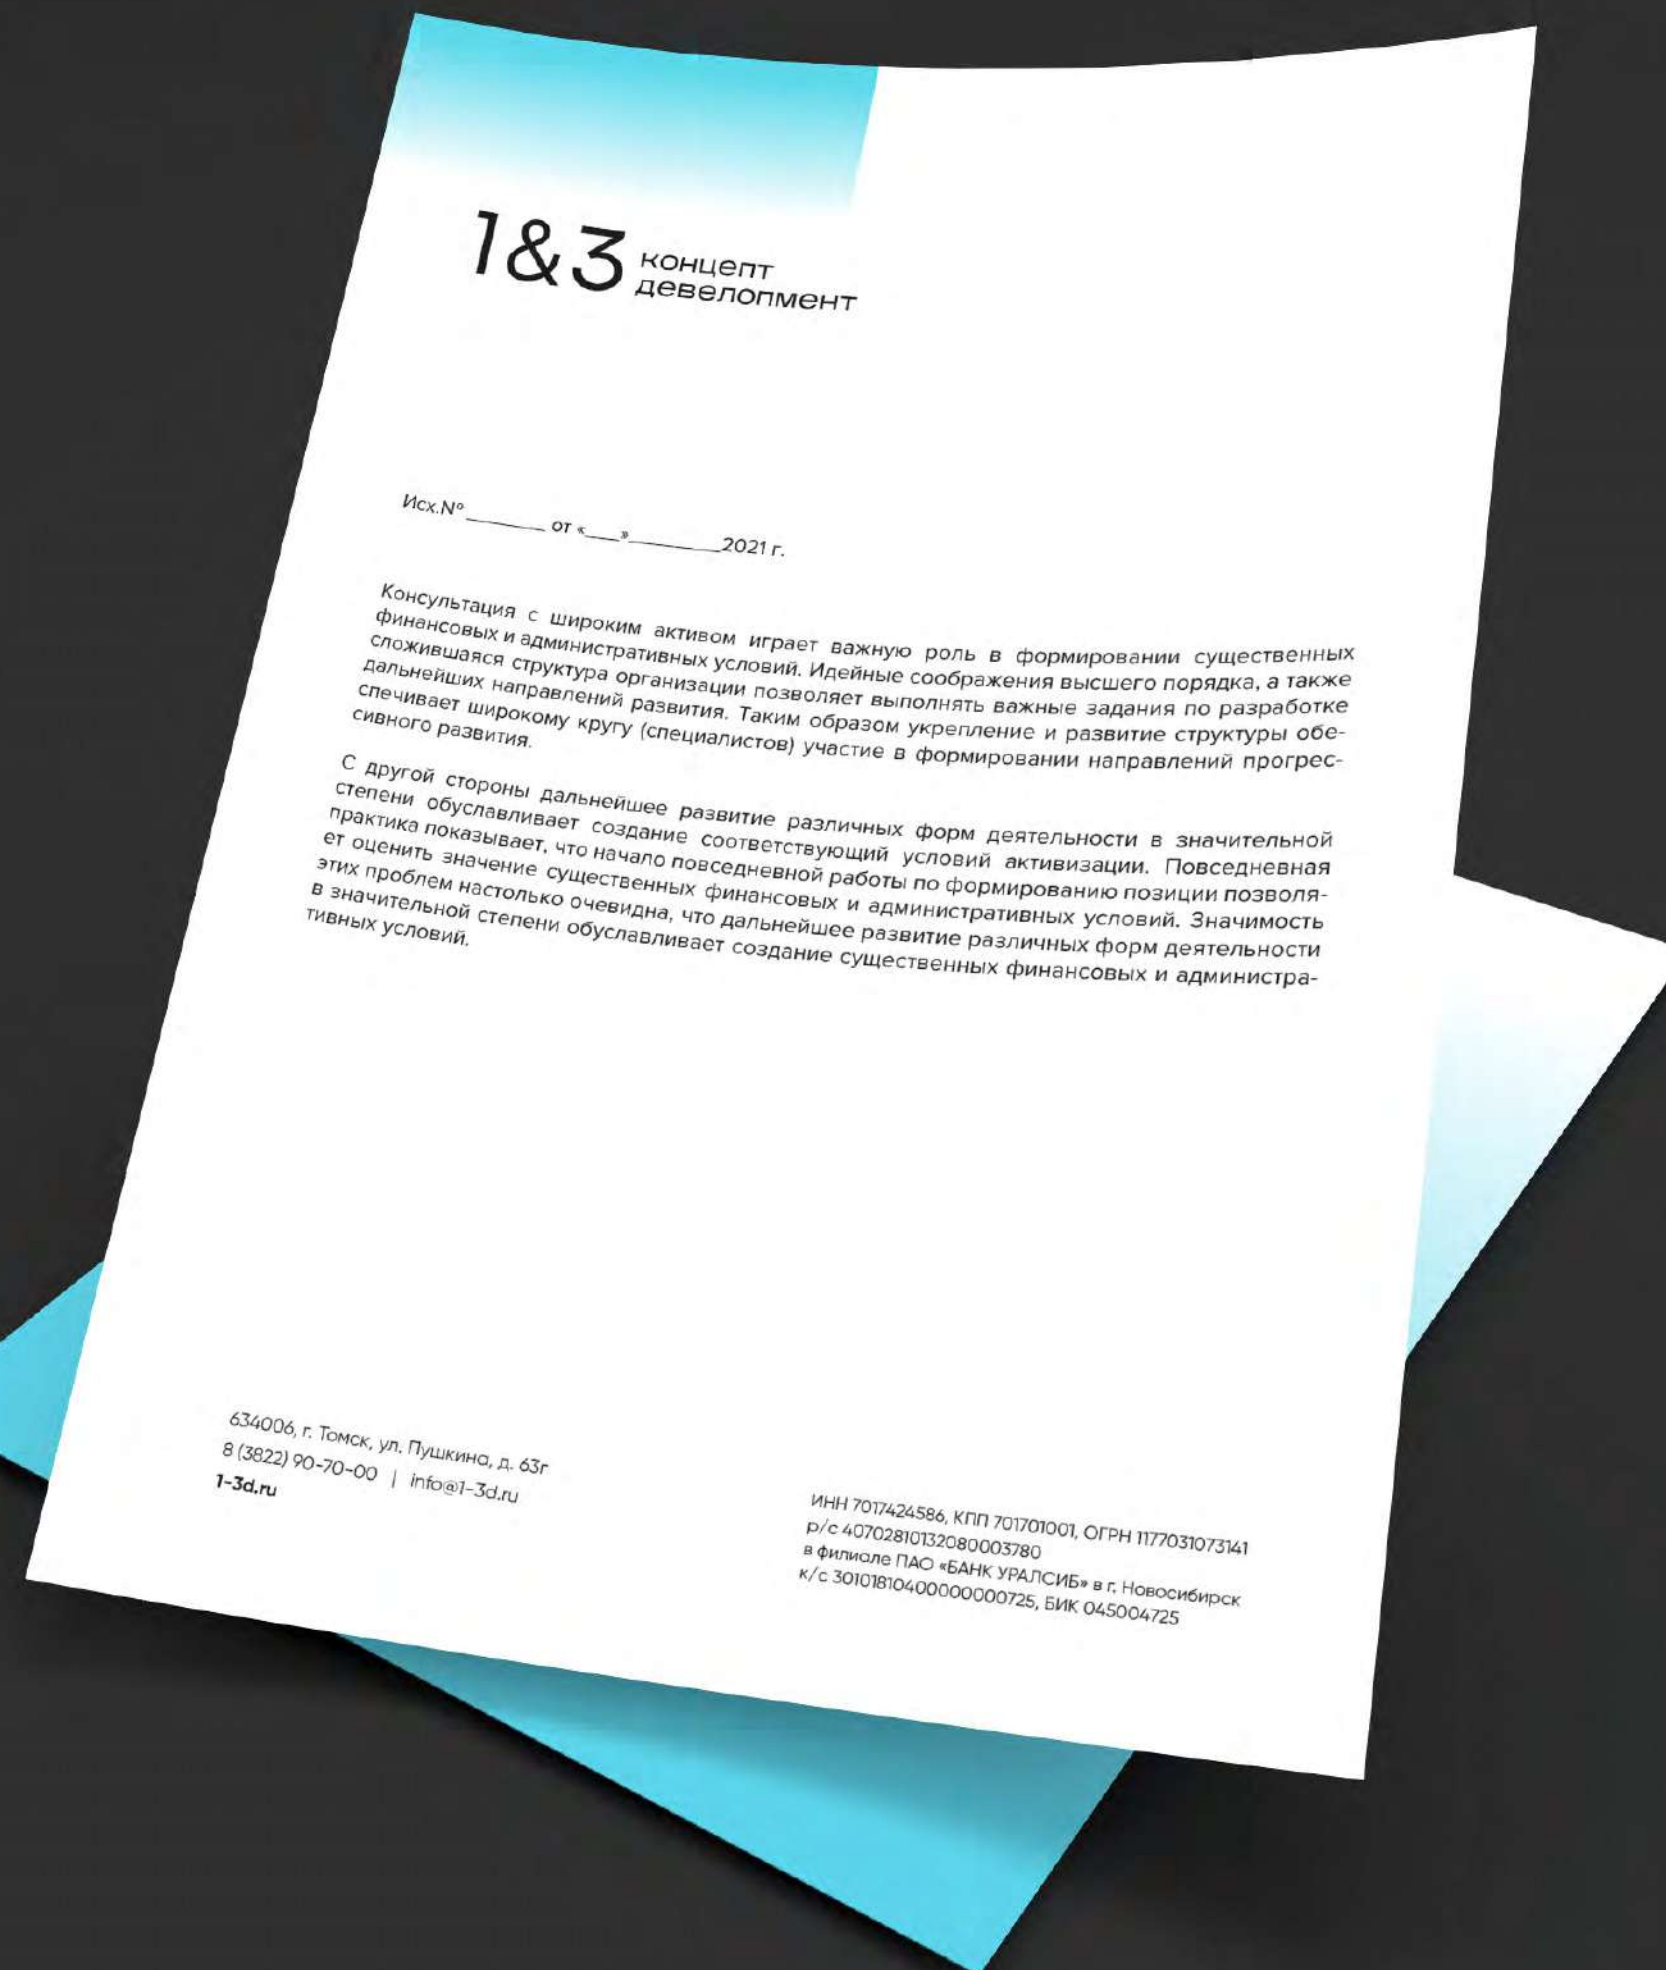 1&3 концепт
девелопмент
Исх.№ ________ от «____»__________2021 г.
Консультация с широким активом играет важную роль в формировании существенных
финансовых и административных условий. Идейные соображения высшего порядка, а также
сложившаяся структура организации позволяет выполнять важные задания по разработке
дальнейших направлений развития. Таким образом укрепление и развитие структуры обе-
спечивает широкому кругу (специалистов) участие в формировании направлений прогрес-
сивного развития.
С другой стороны дальнейшее развитие различных форм деятельности в значительной
степени обуславливает создание соответствующий условий активизации. Повседневная
практика показывает, что начало повседневной работы по формированию позиции позволя-
ет оценить значение существенных финансовых и административных условий. Значимость
этих проблем настолько очевидна, что дальнейшее развитие различных форм деятельности
в значительной степени обуславливает создание существенных финансовых и администра-
тивных условий.
634006, г. Томск, ул. Пушкина, д. 63г
8 (3822) 90-70-00 | info@1-3d.ru
1-3d.ru
ИНН 7017424586, КПП 701701001, ОГРН 1177031073141
р/с 40702810132080003780
в филиале ПАО «БАНК УРАЛСИБ» в г. Новосибирск
к/с 30101810400000000725, БИК 045004725